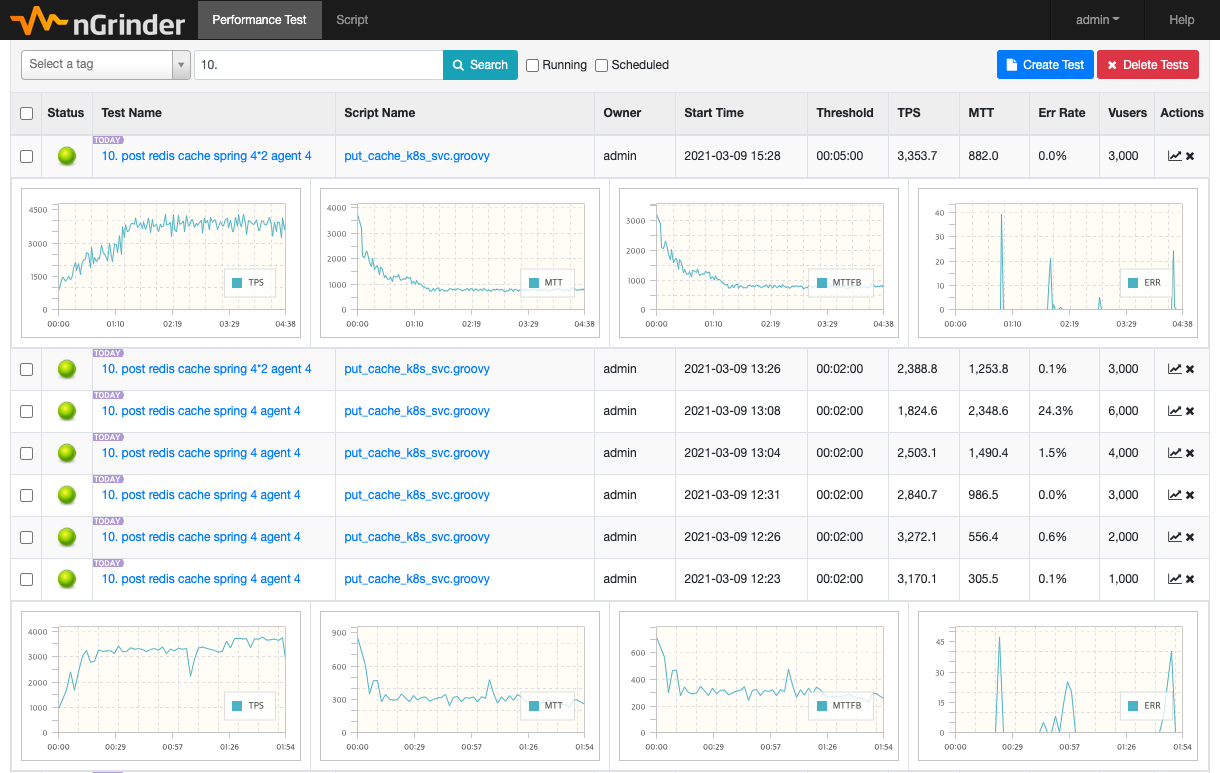 nGrinder Performance Test Script admin Help
Select a tag 10. Search Running Scheduled Create Test Delete Tests
Status Test Name Script Name Owner Start Time Threshold TPS MTT Err Rate Vusers Actions
TODAY
10. post redis cache spring 4*2 agent 4 put_cache_k8s_svc.groovy admin 2021-03-09 15:28 00:05:00 3,353.7 882.0 0.0% 3,000
4500
3000
1500
0
TPS
00:00 01:10 02:19 03:29 04:38
4000
3000
2000
1000
0
MTT
00:00 01:10 02:19 03:29 04:38
3000
2000
1000
0
MTTFB
00:00 01:10 02:19 03:29 04:38
40
30
20
10
0
ERR
00:00 01:10 02:19 03:29 04:38
TODAY
10. post redis cache spring 4*2 agent 4 put_cache_k8s_svc.groovy admin 2021-03-09 13:26 00:02:00 2,388.8 1,253.8 0.1% 3,000
TODAY
10. post redis cache spring 4 agent 4 put_cache_k8s_svc.groovy admin 2021-03-09 13:08 00:02:00 1,824.6 2,348.6 24.3% 6,000
TODAY
10. post redis cache spring 4 agent 4 put_cache_k8s_svc.groovy admin 2021-03-09 13:04 00:02:00 2,503.1 1,490.4 1.5% 4,000
TODAY
10. post redis cache spring 4 agent 4 put_cache_k8s_svc.groovy admin 2021-03-09 12:31 00:02:00 2,840.7 986.5 0.0% 3,000
TODAY
10. post redis cache spring 4 agent 4 put_cache_k8s_svc.groovy admin 2021-03-09 12:26 00:02:00 3,272.1 556.4 0.6% 2,000
TODAY
10. post redis cache spring 4 agent 4 put_cache_k8s_svc.groovy admin 2021-03-09 12:23 00:02:00 3,170.1 305.5 0.1% 1,000
4000
3000
2000
1000
0
TPS
00:00 00:29 00:57 01:26 01:54
900
600
300
0
MTT
00:00 00:29 00:57 01:26 01:54
600
400
200
0
MTTFB
00:00 00:29 00:57 01:26 01:54
45
30
15
0
ERR
00:00 00:29 00:57 01:26 01:54